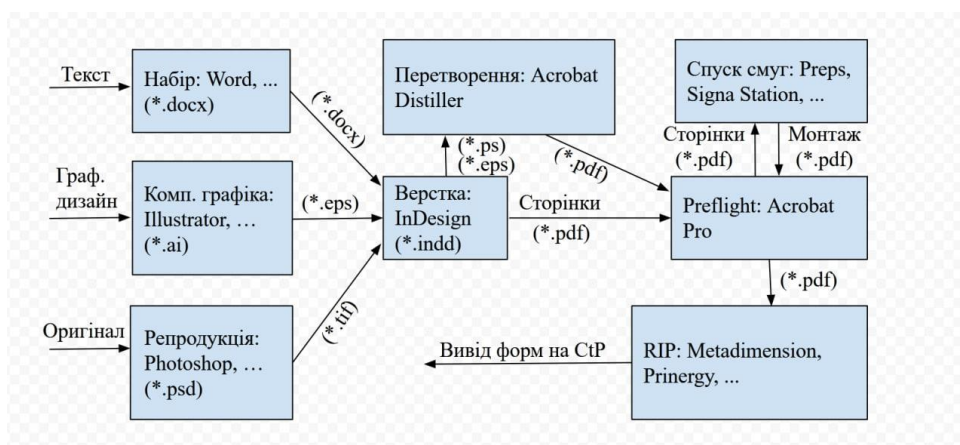 Текст
Набір: Word, ...
(*.docx)
(*.docx)
Граф.
дизайн
Комп. графіка:
Illustrator, …
(*.ai)
(*.eps)
Оригінал
Репродукція:
Photoshop, …
(*.psd)
(*.tif)
Верстка:
InDesign
(*.indd)
(*.ps)
(*.eps)
Перетворення: Acrobat
Distiller
(*.pdf)
Сторінки
(*.pdf)
Preflight: Acrobat
Pro
Сторінки
(*.pdf)
Спуск смуг: Preps,
Signa Station, ...
Монтаж
(*.pdf)
(*.pdf)
RIP: Metadimension,
Prinergy, ...
Вивід форм на CtP